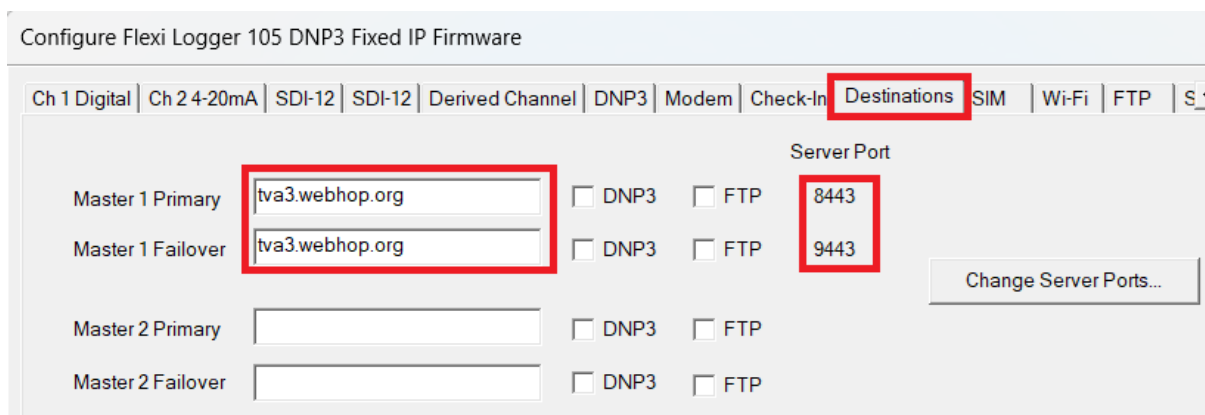 Configure Flexi Logger 105 DNP3 Fixed IP Firmware
Ch 1 Digital Ch 2 4-20mA SDI-12 SDI-12 Derived Channel DNP3 Modem Check-In Destinations SIM Wi-Fi FTP S
Server Port
Master 1 Primary tva3.webhop.org DNP3 FTP 8443
Master 1 Failover tva3.webhop.org DNP3 FTP 9443
Change Server Ports...
Master 2 Primary DNP3 FTP
Master 2 Failover DNP3 FTP